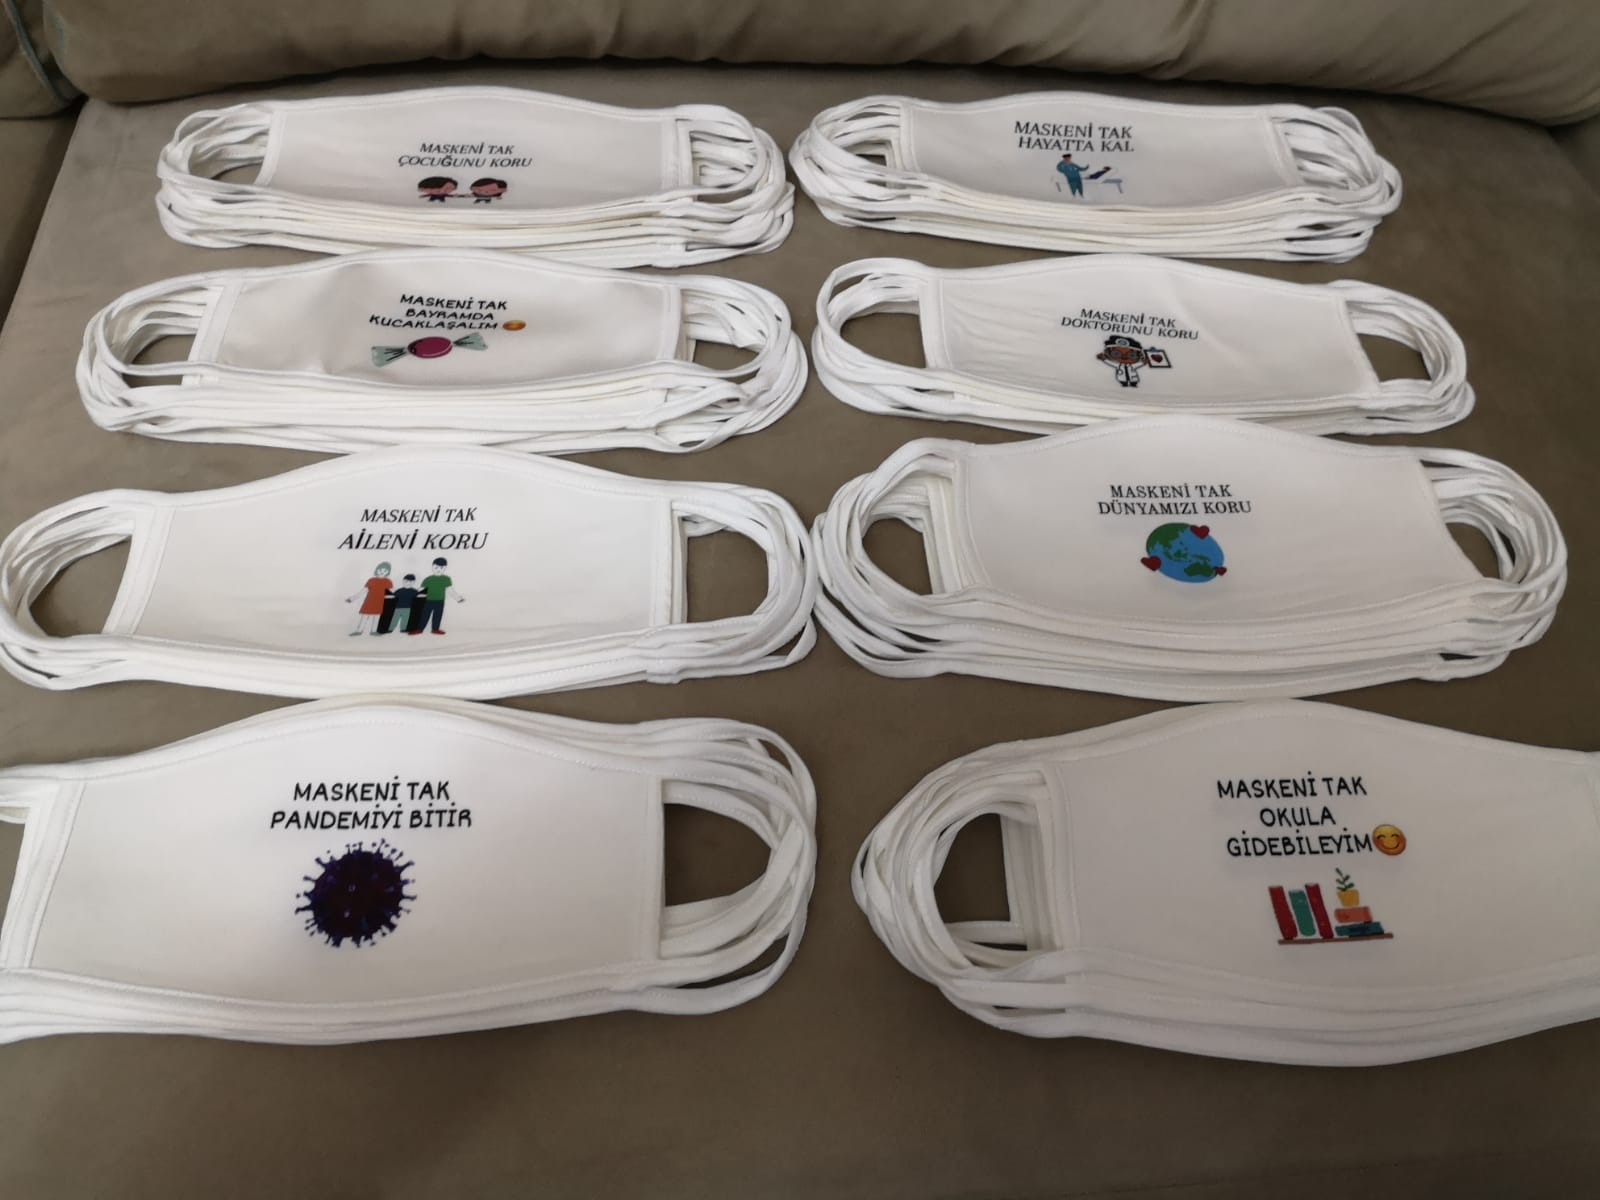 MASKENİ TAK
ÇOCUĞUNU KORU
MASKENİ TAK
HAYATTA KAL
MASKENİ TAK
BAYRAMDA
KUCAKLAŞALIM
MASKENİ TAK
DOKTORUNU KORU
MASKENİ TAK
AİLENİ KORU
MASKENİ TAK
DÜNYAMIZI KORU
MASKENİ TAK
PANDEMİYİ BİTİR
MASKENİ TAK
OKULA
GİDEBİLEYİM😊